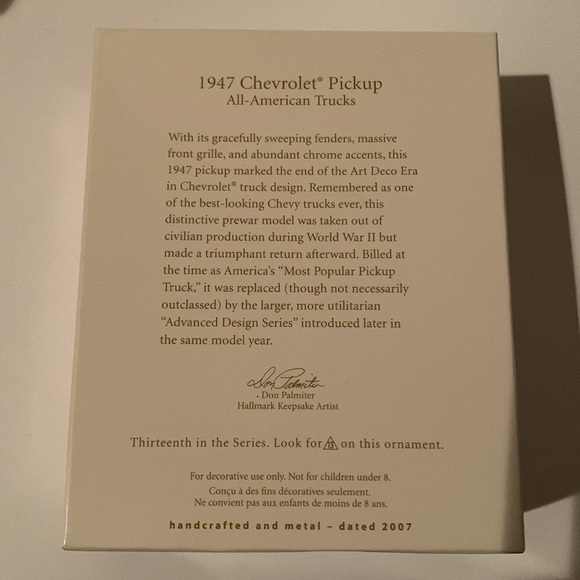 1947 Chevrolet® Pickup
All-American Trucks
With its gracefully sweeping fenders, massive
front grille, and abundant chrome accents, this
1947 pickup marked the end of the Art Deco Era
in Chevrolet® truck design. Remembered as one
of the best-looking Chevy trucks ever, this
distinctive prewar model was taken out of
civilian production during World War II but
made a triumphant return afterward. Billed at
the time as America's “Most Popular Pickup
Truck,” it was replaced (though not necessarily
outclassed) by the larger, more utilitarian
“Advanced Design Series” introduced later in
the same model year.
Don Palmiter
Don Palmiter
Hallmark Keepsake Artist
Thirteenth in the Series. Look for 13 on this ornament.
For decorative use only. Not for children under 8.
Conçu à des fins décoratives seulement.
Ne convient pas aux enfants de moins de 8 ans.
handcrafted and metal – dated 2007